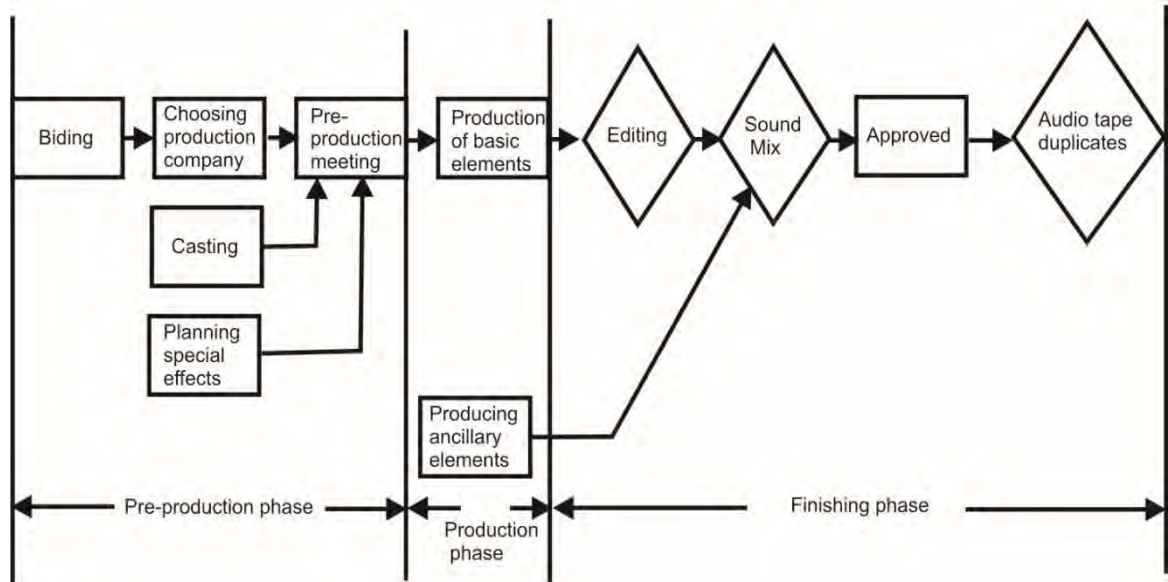 Biding
Choosing
production
company
Pre-
production
meeting
Casting
Planning
special
effects
Production
of basic
elements
Producing
ancillary
elements
Editing
Sound
Mix
Approved
Audio tape
duplicates
Pre-production phase
Production
phase
Finishing phase